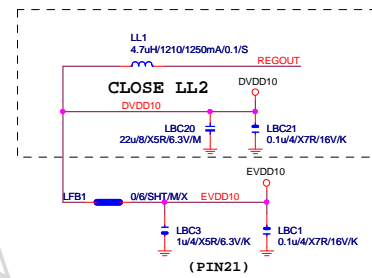 LL1
4.7uH/1210/1250mA/0.1/S
REGOUT
CLOSE LL2
DVDD10
DVDD10
LBC20
22u/8/X5R/6.3V/M
LBC21
0.1u/4/X7R/16V/K
EVDD10
LFB1
0/6/SHT/M/X
EVDD10
LBC3
1u/4/X5R/6.3V/K
LBC1
0.1u/4/X7R/16V/K
(PIN21)